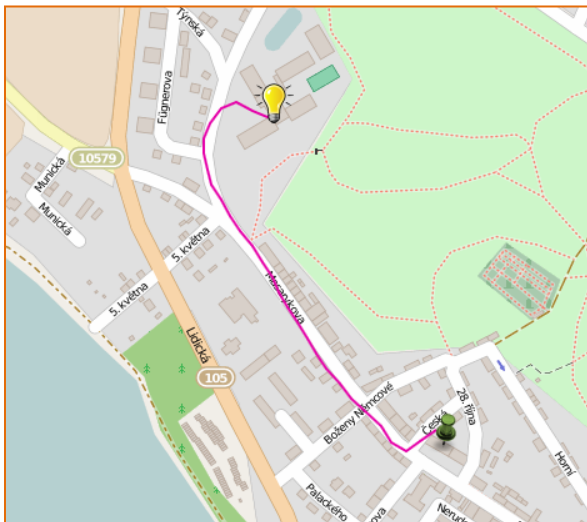 Týnská
Fügnerova
10579
Munická
Munická
5. května
5. května
Masarykova
Lidická
105
Boženy Němcové
28. října
Česká
Horní
Palackého